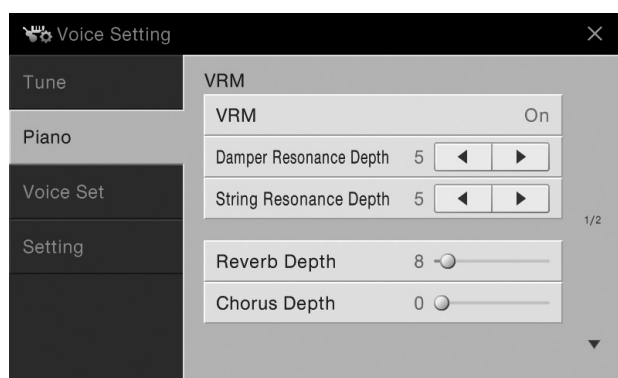 Voice Setting
Tune
Piano
Voice Set
Setting
VRM
VRM On
Damper Resonance Depth 5
String Resonance Depth 5
1/2
Reverb Depth 8
Chorus Depth 0